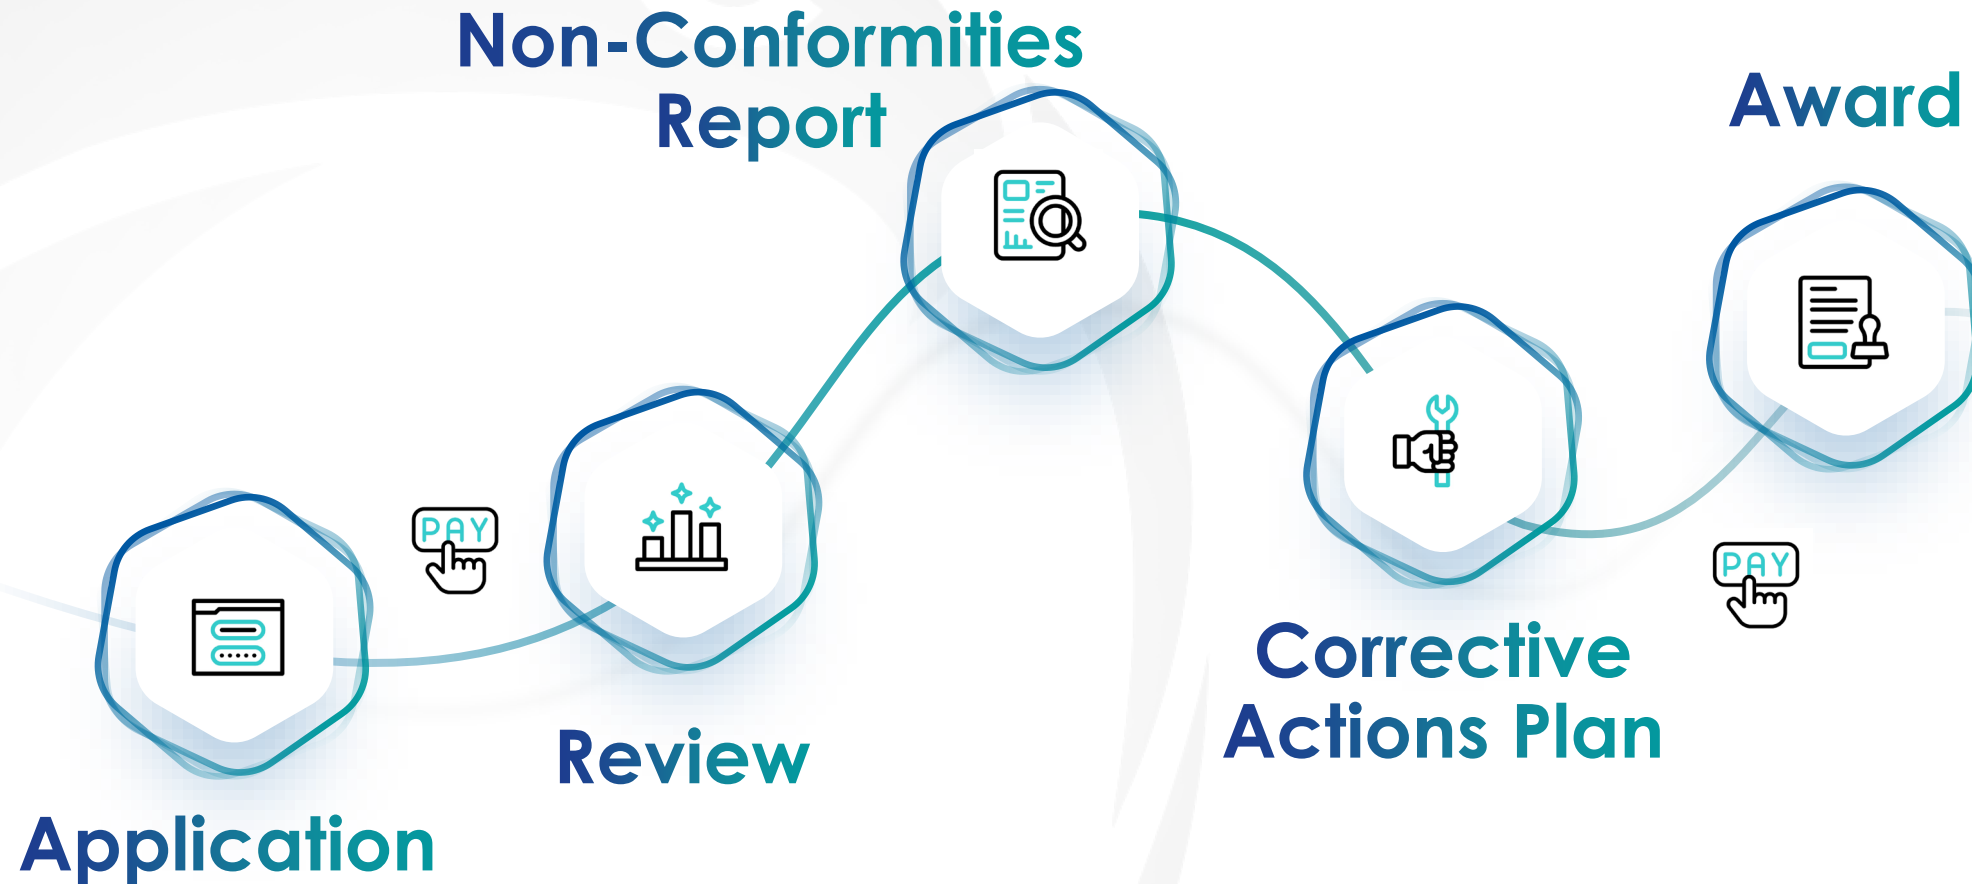 Non-Conformities
Report
Award
PAY
Review
Application
Corrective
Actions Plan
PAY